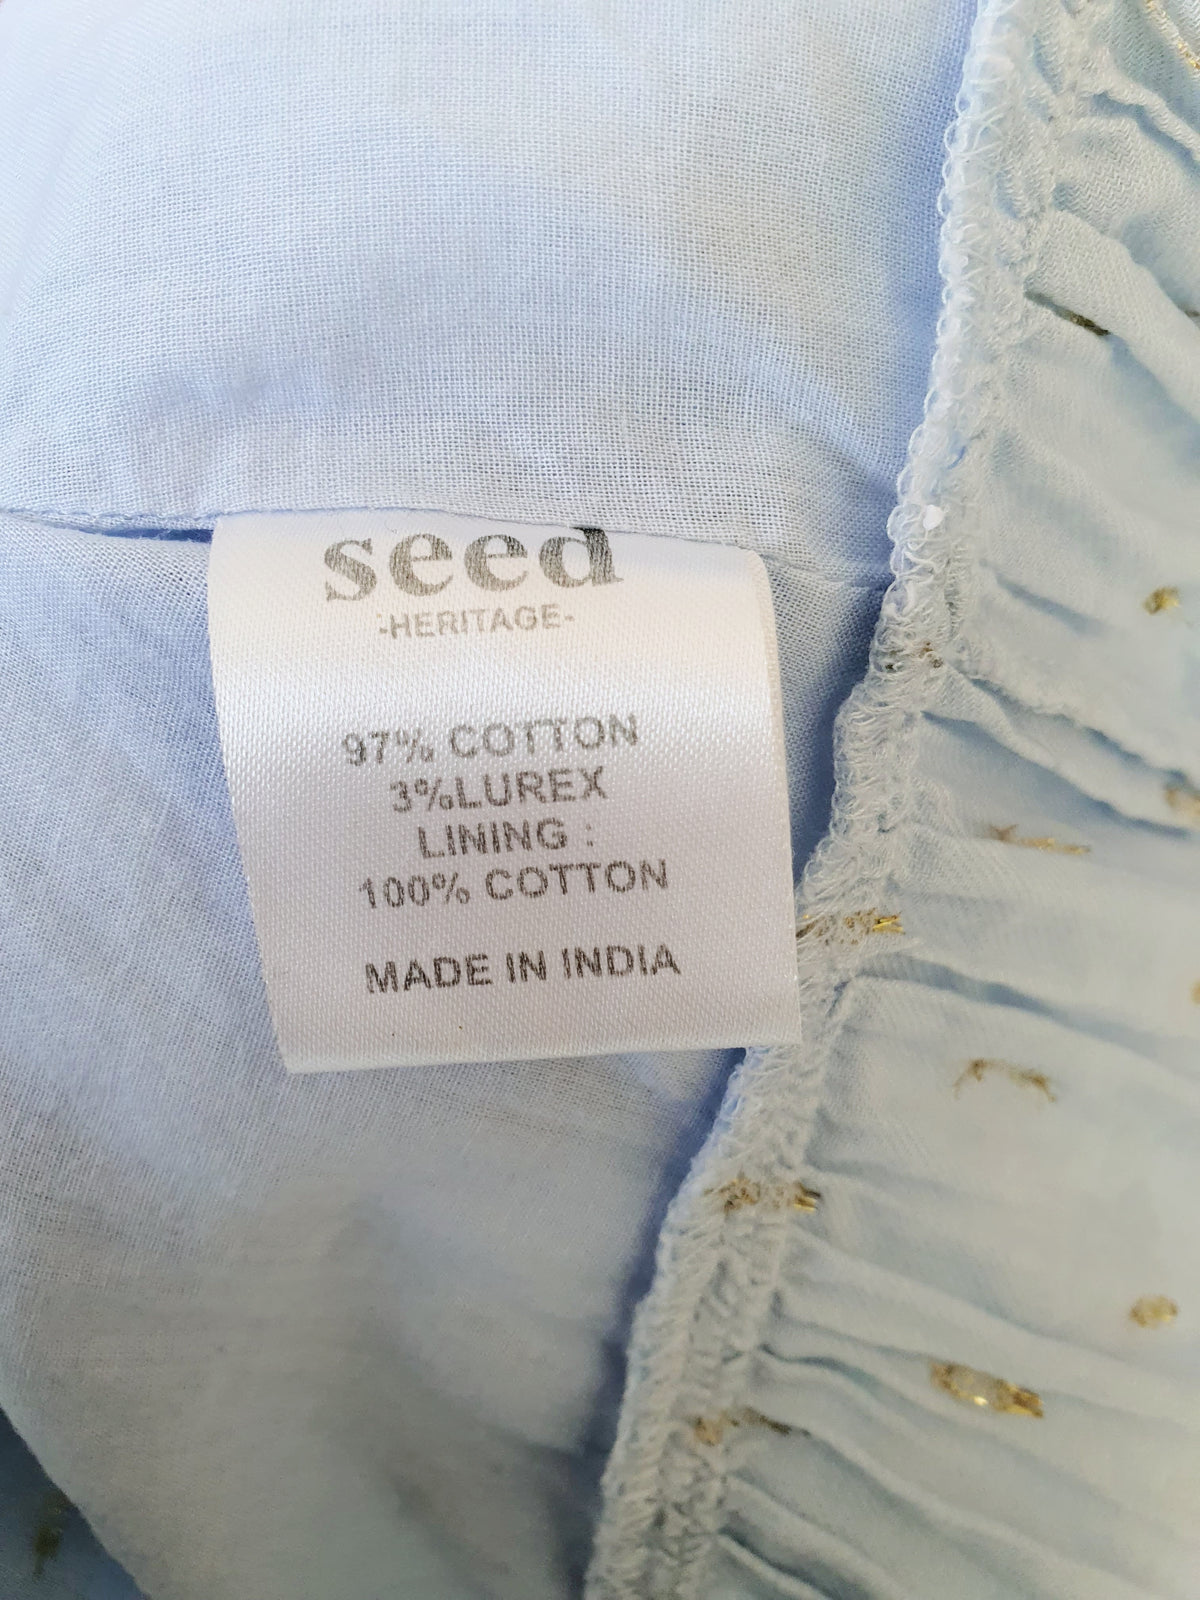 seed
-HERITAGE-
97% COTTON
3%LUREX
LINING :
100% COTTON
MADE IN INDIA